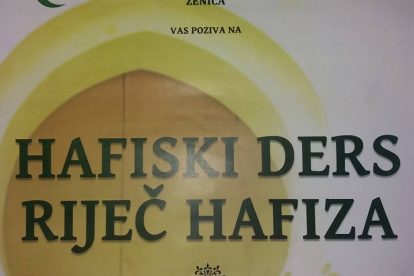 ZENICA
VAS POZIVA NA
HAFISKI DERS
RIJEČ HAFIZA